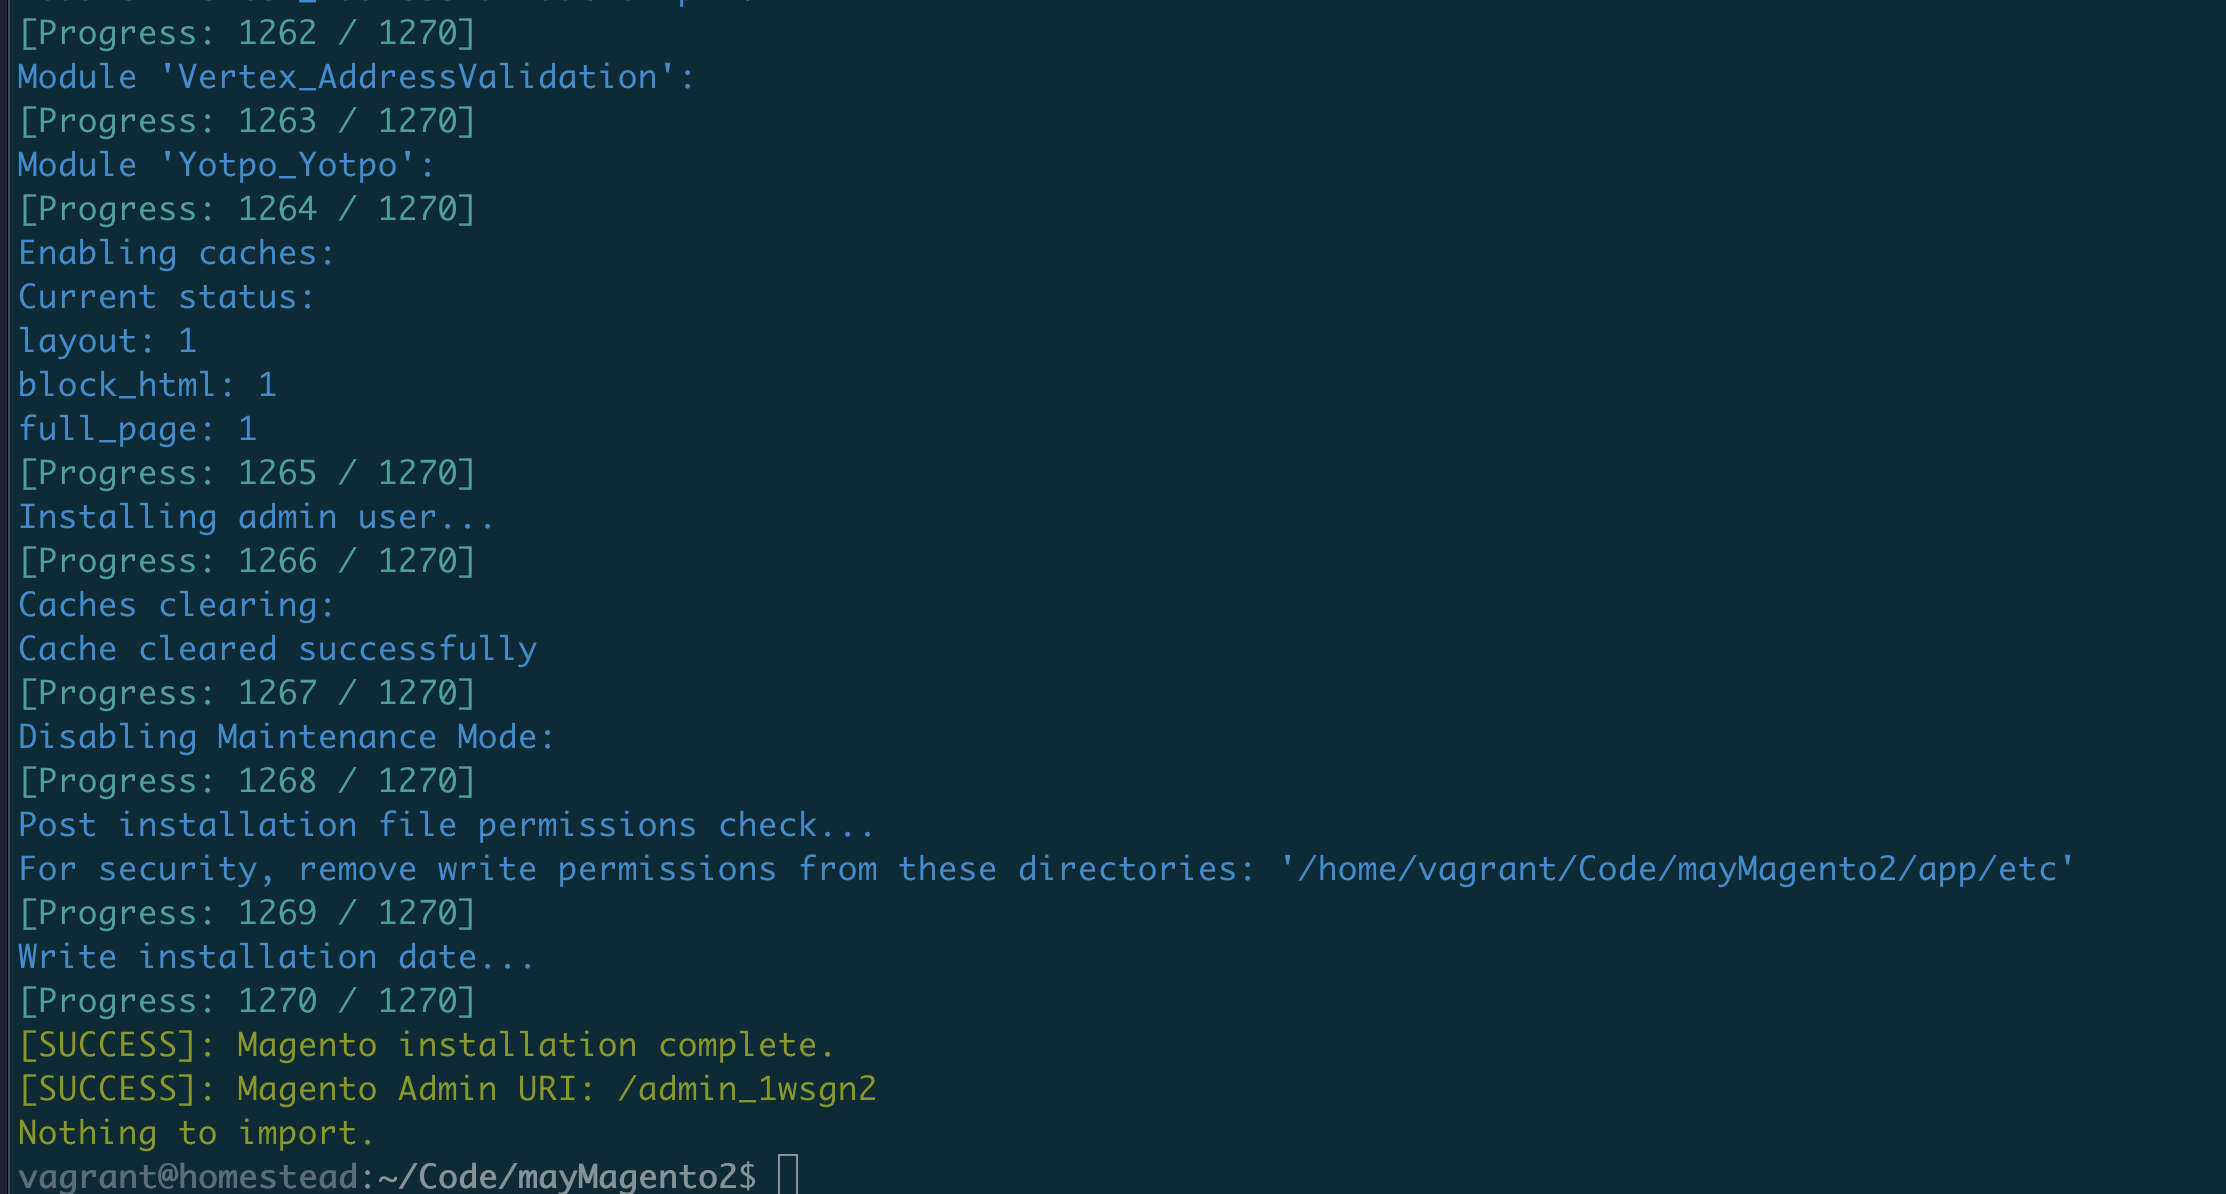 [Progress: 1262 / 1270]
Module 'Vertex_AddressValidation':
[Progress: 1263 / 1270]
Module 'Yotpo_Yotpo':
[Progress: 1264 / 1270]
Enabling caches:
Current status:
layout: 1
block_html: 1
full_page: 1
[Progress: 1265 / 1270]
Installing admin user...
[Progress: 1266 / 1270]
Caches clearing:
Cache cleared successfully
[Progress: 1267 / 1270]
Disabling Maintenance Mode:
[Progress: 1268 / 1270]
Post installation file permissions check...
For security, remove write permissions from these directories: '/home/vagrant/Code/mayMagento2/app/etc'
[Progress: 1269 / 1270]
Write installation date...
[Progress: 1270 / 1270]
[SUCCESS]: Magento installation complete.
[SUCCESS]: Magento Admin URI: /admin_1wsgn2
Nothing to import.
vagrant@homestead:~/Code/mayMagento2$